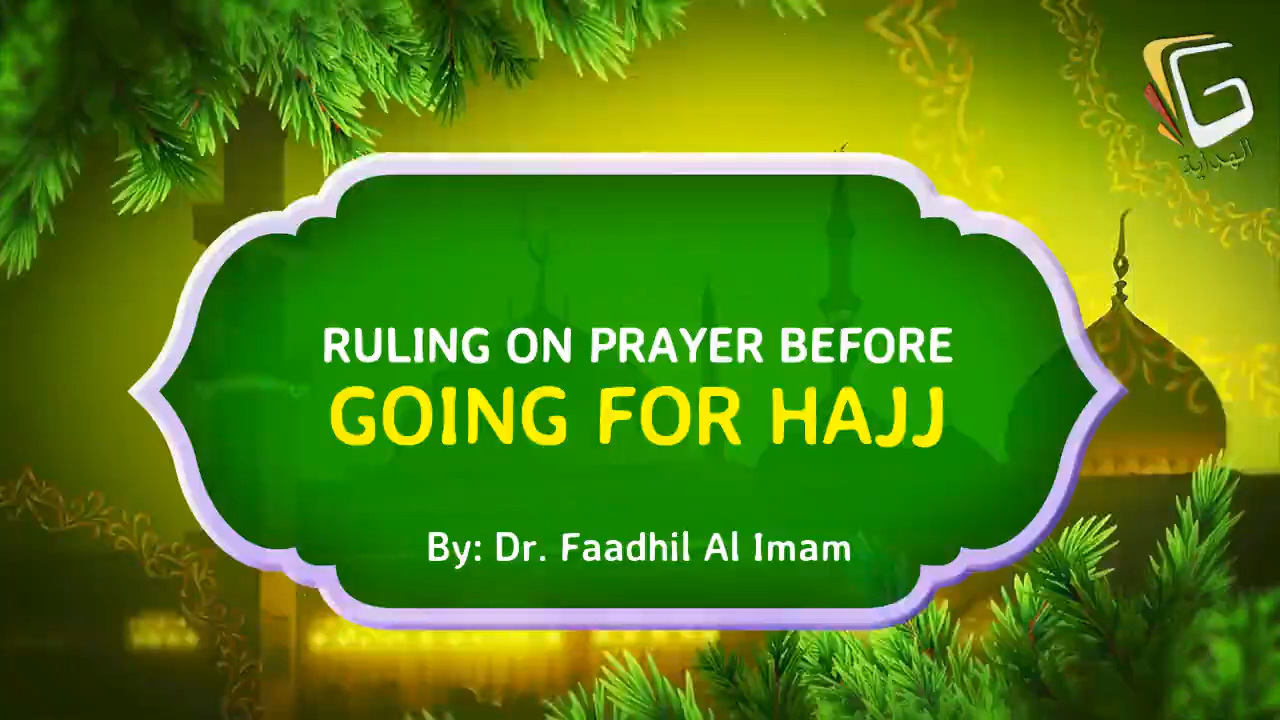 الهداية
RULING ON PRAYER BEFORE
GOING FOR HAJJ
By: Dr. Faadhil Al Imam